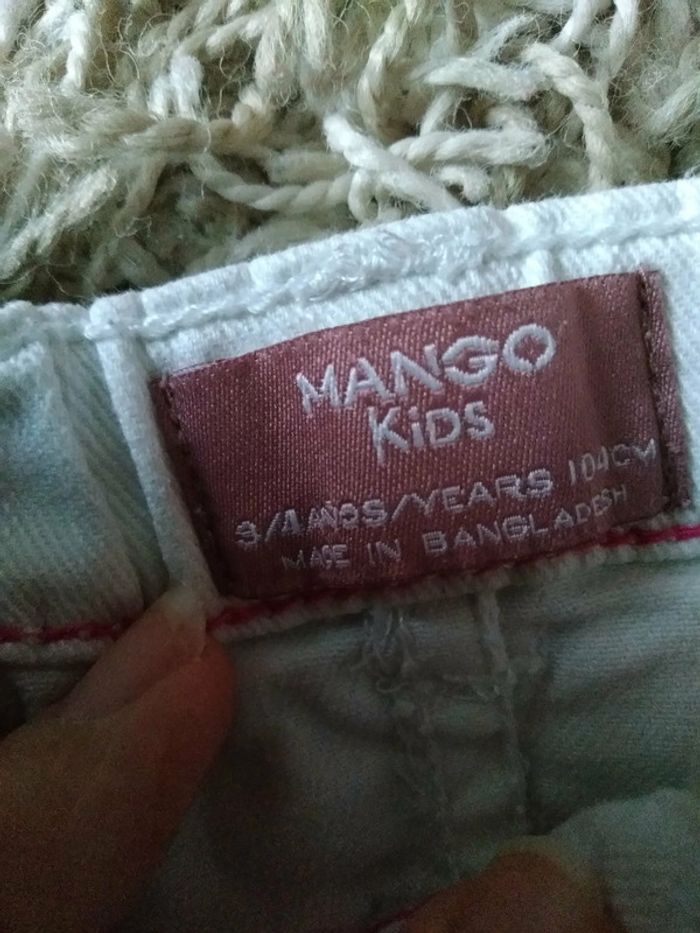 MANGO
KiDS
3/4 AÑOS/YEARS 104CM
MADE IN BANGLADESH